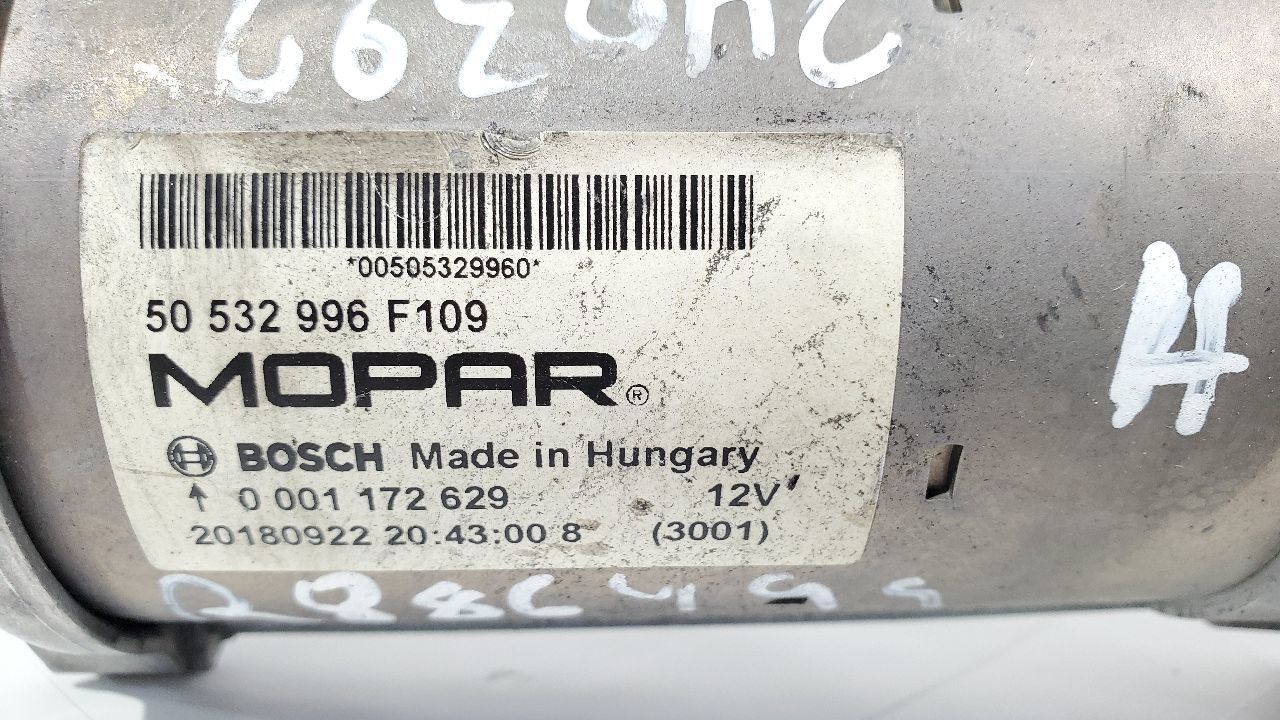 *00505329960*
50 532 996 F109
MOPAR®
BOSCH Made in Hungary
0 001 172 629 12V
20180922 20:43:00 8 (3001)
H